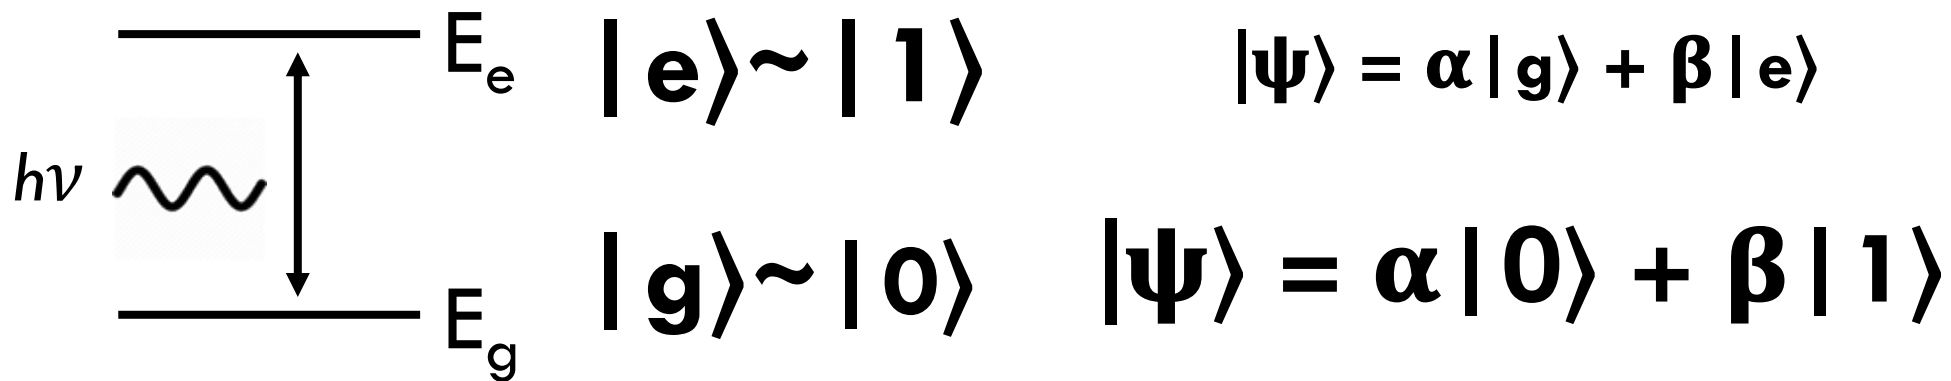 E_e |e⟩~|1⟩ |ψ⟩ = α|g⟩ + β|e⟩
hν
E_g |g⟩~|0⟩ |ψ⟩ = α|0⟩ + β|1⟩